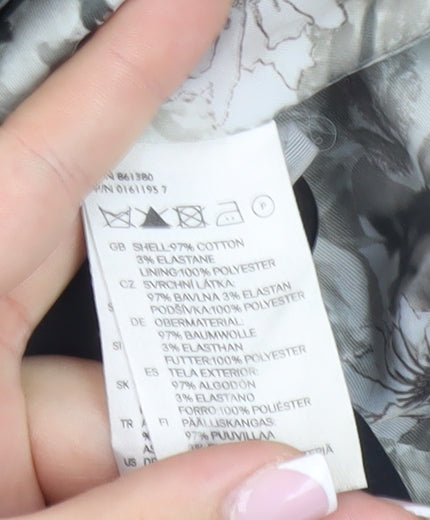 N 861380
P/N 0161195 7
P
GB SHELL:97% COTTON
3% ELASTANE
LINING:100% POLYESTER
CZ SVRCHNÍ LÁTKA:
97% BAVLNA 3% ELASTAN
PODŠÍVKA:100% POLYESTER
DE OBERMATERIAL:
97% BAUMWOLLE
3% ELASTHAN
FUTTER:100% POLYESTER
ES TELA EXTERIOR:
97% ALGODÓN
3% ELASTANO
FORRO:100% POLIÉSTER
FI PÄÄLLISKANGAS:
97% PUUVILLAA
S
SI
SK
TR
US